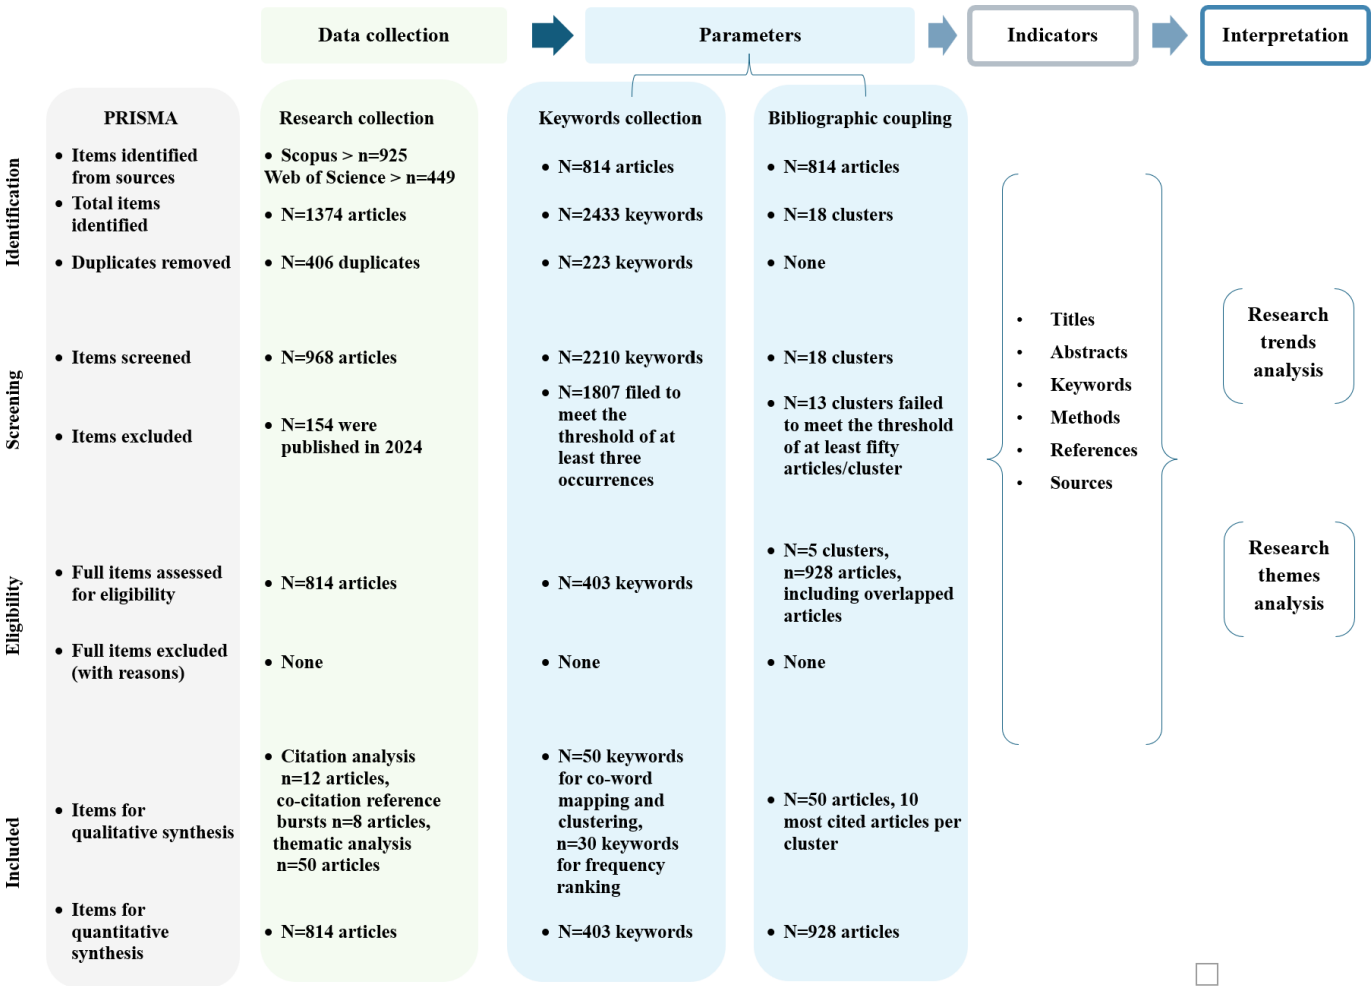 Data collection
Parameters
Indicators
Interpretation
PRISMA
Research collection
Keywords collection
Bibliographic coupling
Identification
• Items identified
from sources
• Scopus > n=925
Web of Science > n=449
• N=814 articles
• N=814 articles
• Total items
identified
• N=1374 articles
• N=2433 keywords
• N=18 clusters
• Duplicates removed
• N=406 duplicates
• N=223 keywords
• None
Screening
• Items screened
• N=968 articles
• N=2210 keywords
• N=18 clusters
• Items excluded
• N=154 were
published in 2024
• N=1807 filed to
meet the
threshold of at
least three
occurrences
• N=13 clusters failed
to meet the threshold
of at least fifty
articles/cluster
Eligibility
• Full items assessed
for eligibility
• N=814 articles
• N=403 keywords
• N=5 clusters,
n=928 articles,
including overlapped
articles
• Full items excluded
(with reasons)
• None
• None
• None
Included
• Items for
qualitative synthesis
• Citation analysis
n=12 articles,
co-citation reference
bursts n=8 articles,
thematic analysis
n=50 articles
• N=50 keywords
for co-word
mapping and
clustering,
n=30 keywords
for frequency
ranking
• N=50 articles, 10
most cited articles per
cluster
• Items for
quantitative
synthesis
• N=814 articles
• N=403 keywords
• N=928 articles
• Titles
• Abstracts
• Keywords
• Methods
• References
• Sources
Research
trends
analysis
Research
themes
analysis